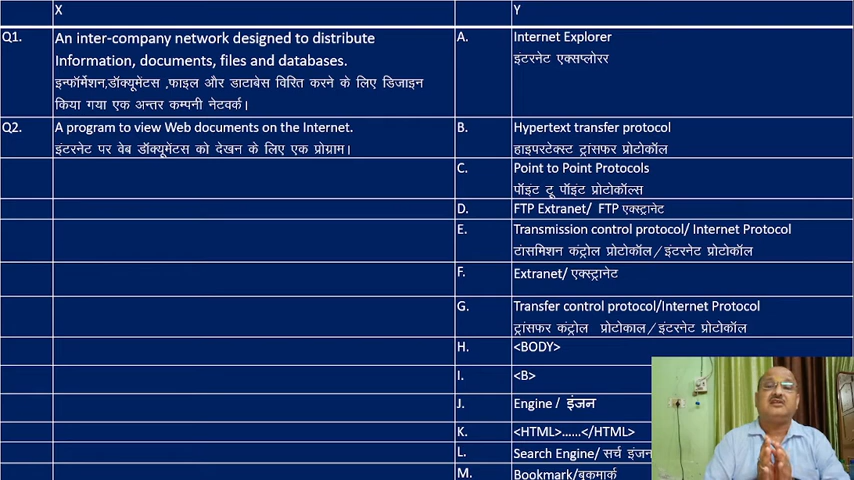 X Y
Q1. An inter-company network designed to distribute A. Internet Explorer
Information, documents, files and databases. इंटरनेट एक्सप्लोरर
इन्फॉर्मेशन,डॉक्यूमेंटस ,फाइल और डाटाबेस विरित करने के लिए डिजाइन
किया गया एक अन्तर कम्पनी नेटवर्क।
Q2. A program to view Web documents on the Internet. B. Hypertext transfer protocol
इंटरनेट पर वेब डॉक्यूमेंटस को देखन के लिए एक प्रोग्राम। हाइपरटेक्स्ट ट्रांसफर प्रोटोकॉल
C. Point to Point Protocols
पॉइंट टू पॉइंट प्रोटोकॉल्स
D. FTP Extranet/ FTP एक्स्ट्रानेट
E. Transmission control protocol/ Internet Protocol
टांसमिशन कंट्रोल प्रोटोकॉल/इंटरनेट प्रोटोकॉल
F. Extranet/ एक्स्ट्रानेट
G. Transfer control protocol/Internet Protocol
ट्रांसफर कंट्रोल प्रोटोकाल/इंटरनेट प्रोटोकॉल
H. <BODY>
I. <B>
J. Engine / इंजन
K. <HTML>……</HTML>
L. Search Engine/ सर्च इंजन
M. Bookmark/बुकमार्क